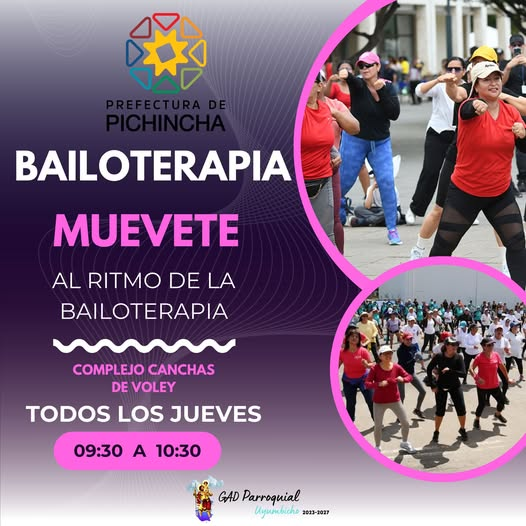 PREFECTURA DE
PICHINCHA
BAILOTERAPIA
MUEVETE
AL RITMO DE LA
BAILOTERAPIA
COMPLEJO CANCHAS
DE VOLEY
TODOS LOS JUEVES
09:30 A 10:30
GAD Parroquial
Uyumbicho 2023-2027